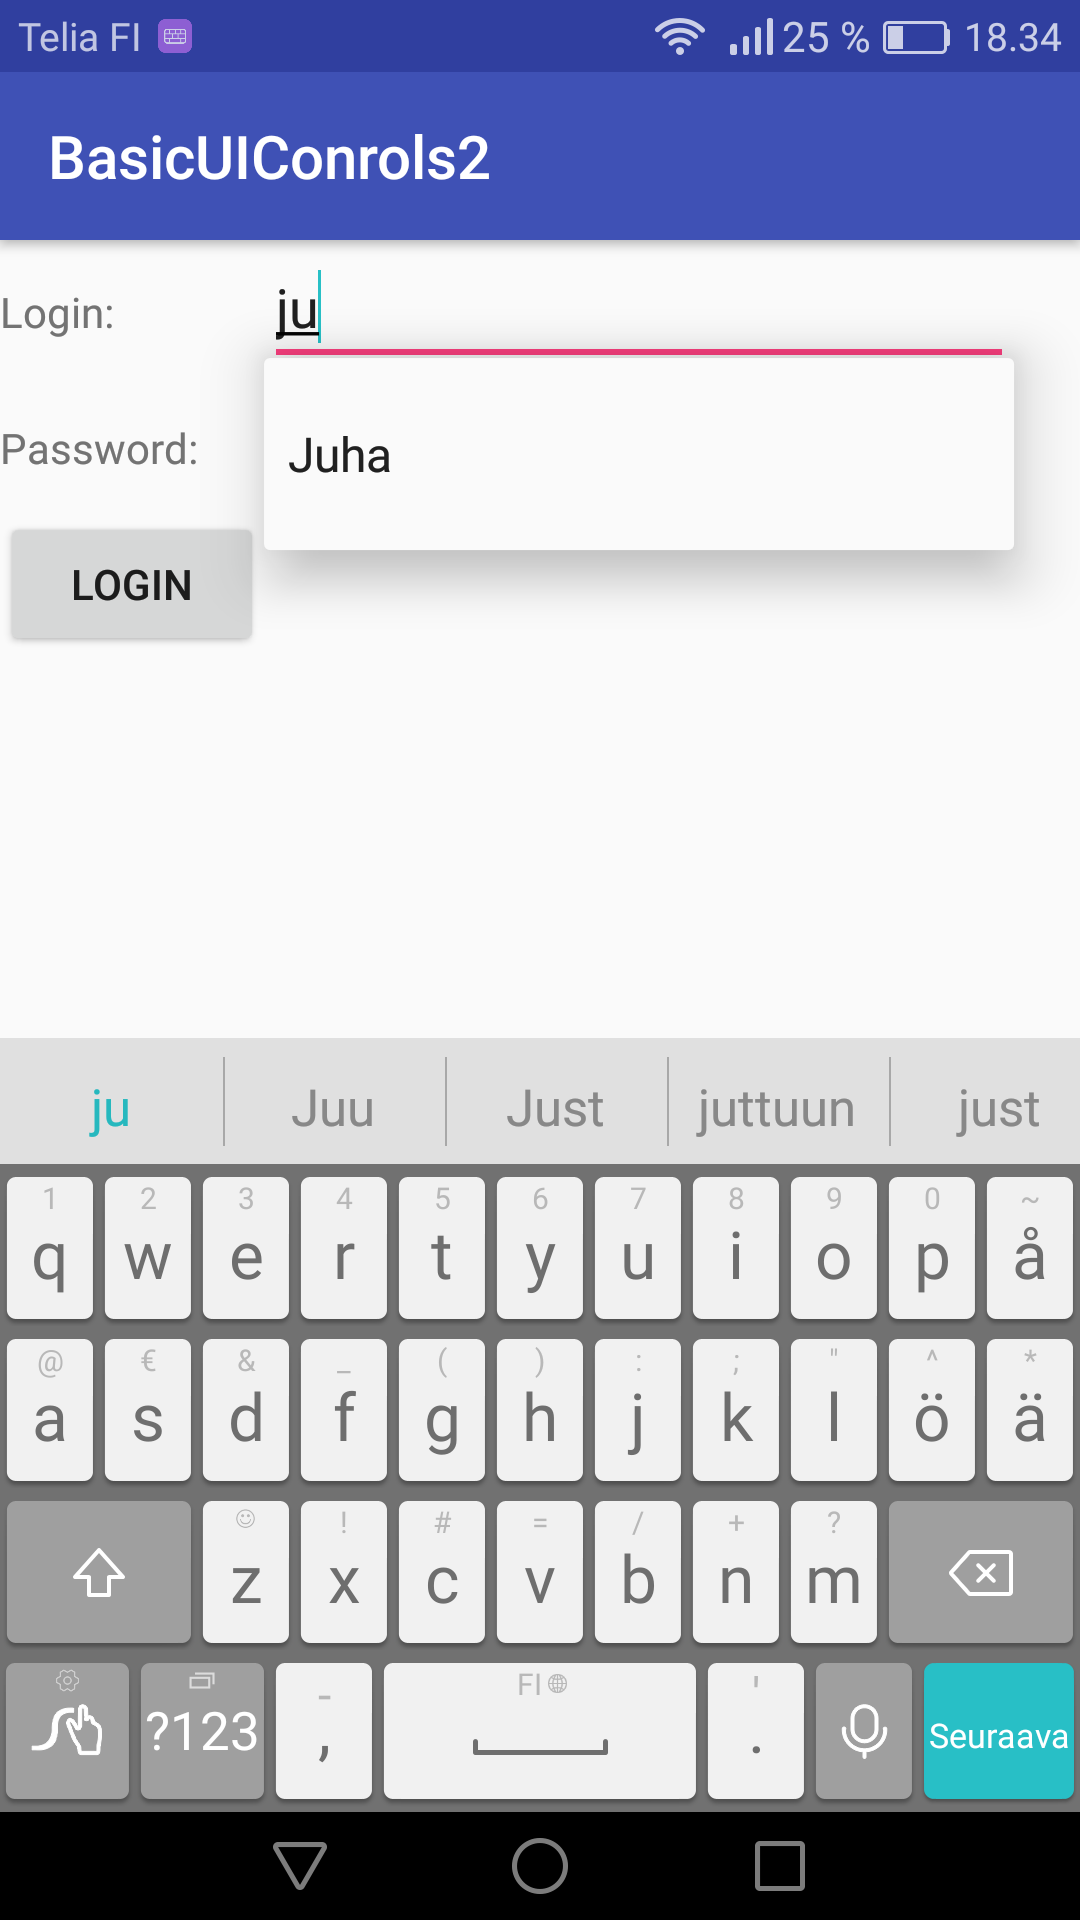 Telia FI 25 % 18.34
BasicUIConrols2
Login: ju
Juha
Password:
LOGIN
ju Juu Just juttuun just
1 2 3 4 5 6 7 8 9 0 ~
q w e r t y u i o p å
@ € & _ ( ) : ; " ^ *
a s d f g h j k l ö ä
! # = / + ?
z x c v b n m
- FI '
?123 , . Seuraava